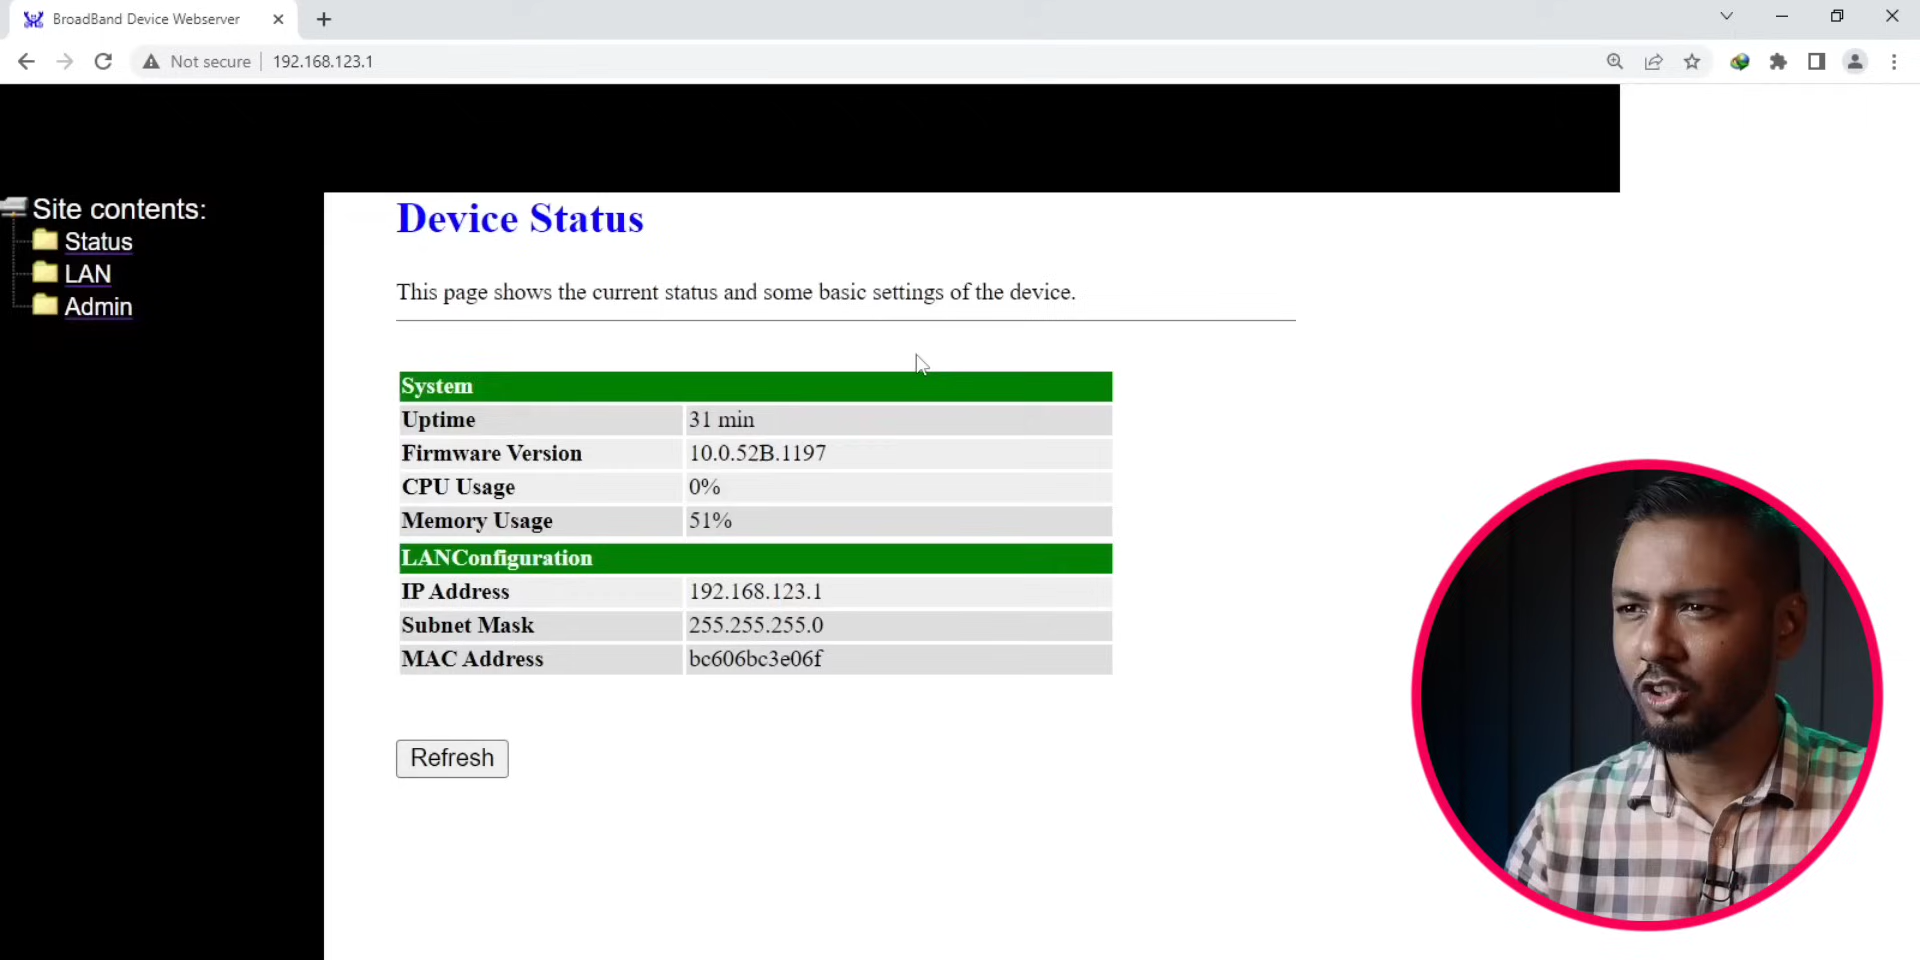 BroadBand Device Webserver
Not secure
192.168.123.1
Site contents:
Status
LAN
Admin
Device Status
This page shows the current status and some basic settings of the device.
System
Uptime 31 min
Firmware Version 10.0.52B.1197
CPU Usage 0%
Memory Usage 51%
LANConfiguration
IP Address 192.168.123.1
Subnet Mask 255.255.255.0
MAC Address bc606bc3e06f
Refresh